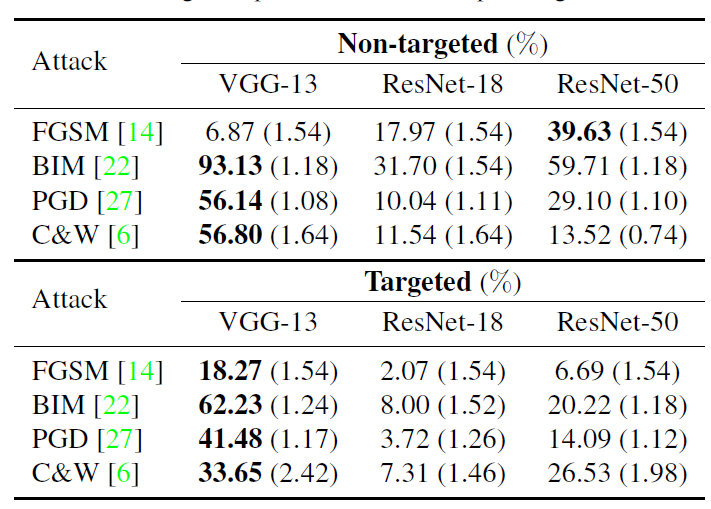 Non-targeted (%)
Attack
VGG-13 ResNet-18 ResNet-50
FGSM [14] 6.87 (1.54) 17.97 (1.54) 39.63 (1.54)
BIM [22] 93.13 (1.18) 31.70 (1.54) 59.71 (1.18)
PGD [27] 56.14 (1.08) 10.04 (1.11) 29.10 (1.10)
C&W [6] 56.80 (1.64) 11.54 (1.64) 13.52 (0.74)
Targeted (%)
Attack
VGG-13 ResNet-18 ResNet-50
FGSM [14] 18.27 (1.54) 2.07 (1.54) 6.69 (1.54)
BIM [22] 62.23 (1.24) 8.00 (1.52) 20.22 (1.18)
PGD [27] 41.48 (1.17) 3.72 (1.26) 14.09 (1.12)
C&W [6] 33.65 (2.42) 7.31 (1.46) 26.53 (1.98)